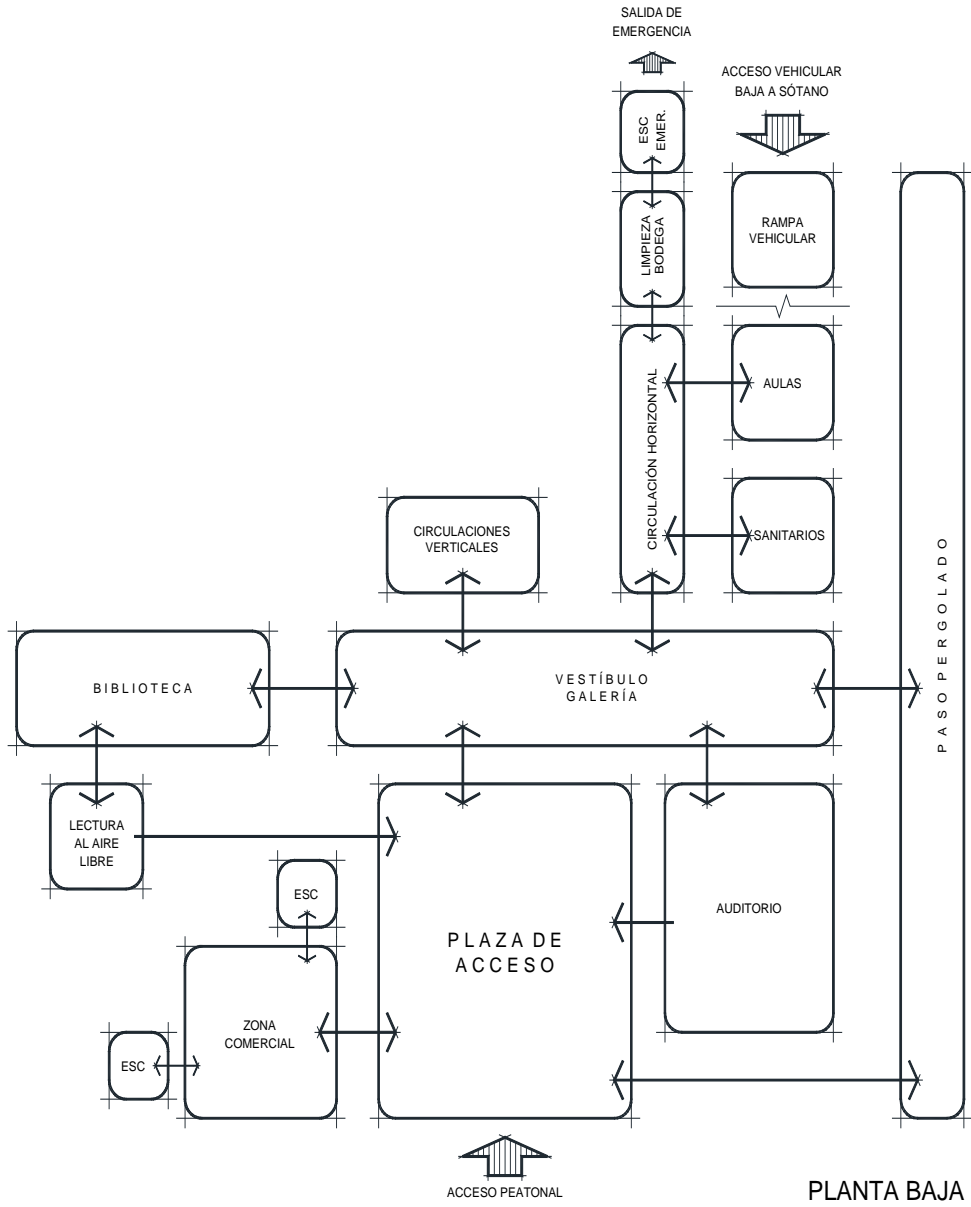 SALIDA DE
EMERGENCIA
ACCESO VEHICULAR
BAJA A SÓTANO
ESC
EMER.
LIMPIEZA
BODEGA
RAMPA
VEHICULAR
CIRCULACIÓN HORIZONTAL
AULAS
SANITARIOS
CIRCULACIONES
VERTICALES
PASO PERGOLADO
BIBLIOTECA
VESTÍBULO
GALERÍA
LECTURA
AL AIRE
LIBRE
ESC
PLAZA DE
ACCESO
AUDITORIO
ZONA
COMERCIAL
ESC
ACCESO PEATONAL
PLANTA BAJA